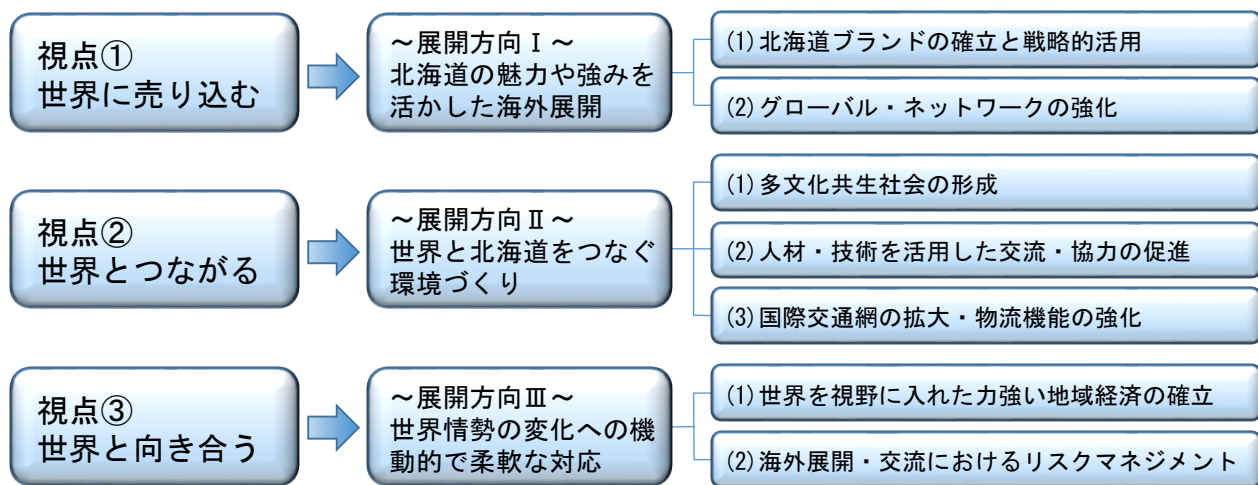 視点①
世界に売り込む
～展開方向Ⅰ～
北海道の魅力や強みを
活かした海外展開
(1)北海道ブランドの確立と戦略的活用
(2)グローバル・ネットワークの強化
視点②
世界とつながる
～展開方向Ⅱ～
世界と北海道をつなぐ
環境づくり
(1)多文化共生社会の形成
(2)人材・技術を活用した交流・協力の促進
(3)国際交通網の拡大・物流機能の強化
視点③
世界と向き合う
～展開方向Ⅲ～
世界情勢の変化への機
動的で柔軟な対応
(1)世界を視野に入れた力強い地域経済の確立
(2)海外展開・交流におけるリスクマネジメント